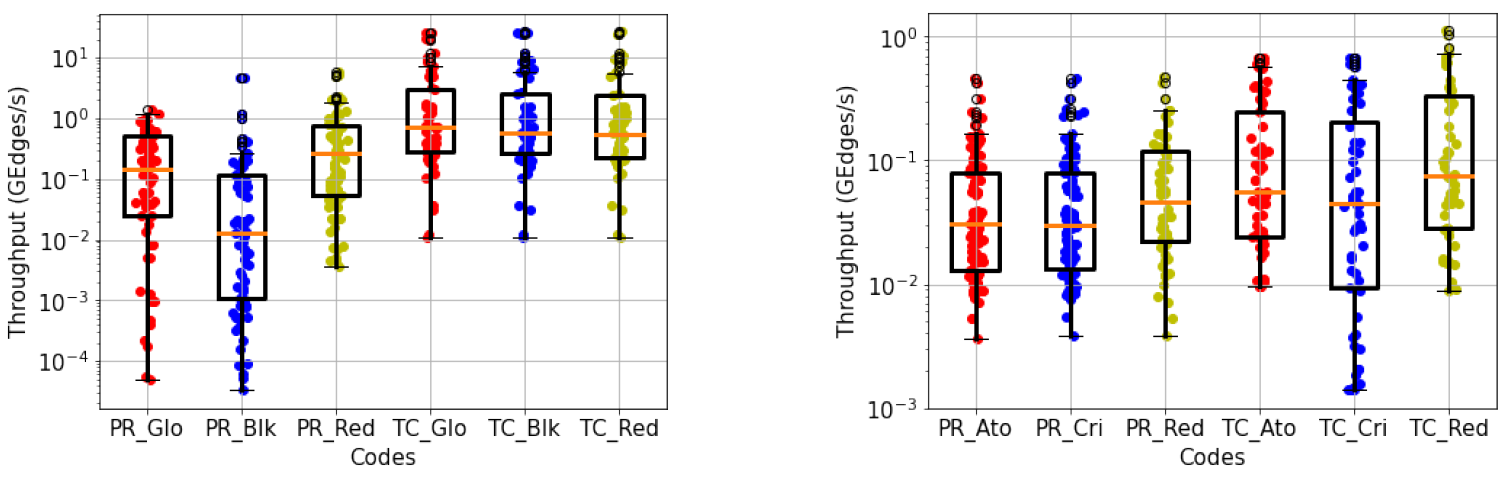 Throughput (GEdges/s)
10¹
10⁰
10⁻¹
10⁻²
10⁻³
10⁻⁴
PR_Glo PR_Blk PR_Red TC_Glo TC_Blk TC_Red
Codes
Throughput (GEdges/s)
10⁰
10⁻¹
10⁻²
10⁻³
PR_Ato PR_Cri PR_Red TC_Ato TC_Cri TC_Red
Codes